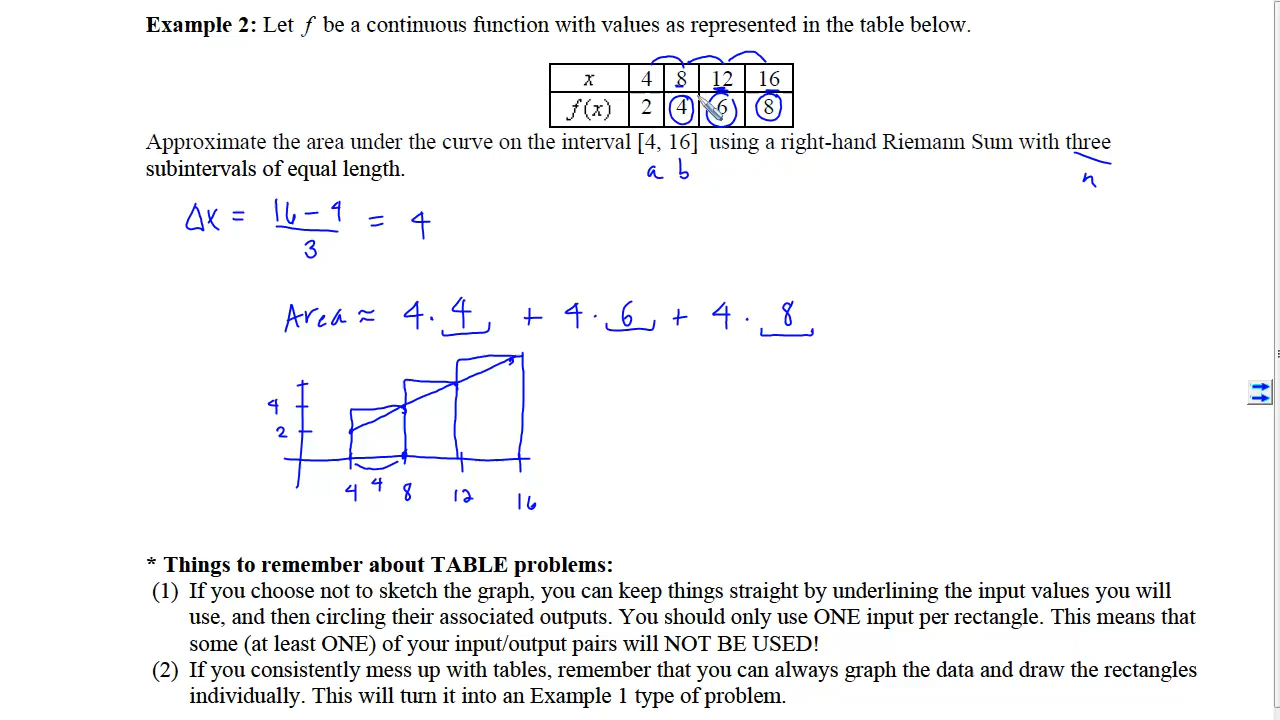 Example 2: Let f be a continuous function with values as represented in the table below.
x 4 8 12 16
f(x) 2 4 6 8
Approximate the area under the curve on the interval [4, 16] using a right-hand Riemann Sum with three
subintervals of equal length.
a b
n
Δx = 16 - 4 / 3 = 4
Area ≈ 4 · 4 + 4 · 6 + 4 · 8
4
2
4
4 8 12 16
* Things to remember about TABLE problems:
(1) If you choose not to sketch the graph, you can keep things straight by underlining the input values you will
use, and then circling their associated outputs. You should only use ONE input per rectangle. This means that
some (at least ONE) of your input/output pairs will NOT BE USED!
(2) If you consistently mess up with tables, remember that you can always graph the data and draw the rectangles
individually. This will turn it into an Example 1 type of problem.